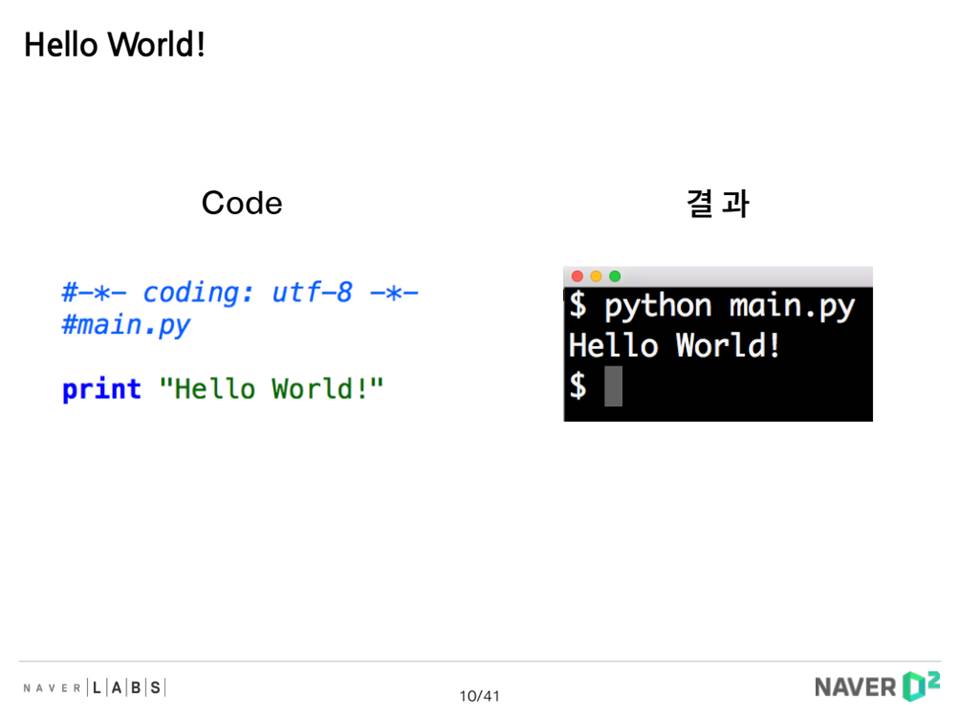 Hello World!
Code
#-*- coding: utf-8 -*-
#main.py
print "Hello World!"
결 과
$ python main.py
Hello World!
$
NAVER |L|A|B|S|
10/41
NAVER D2